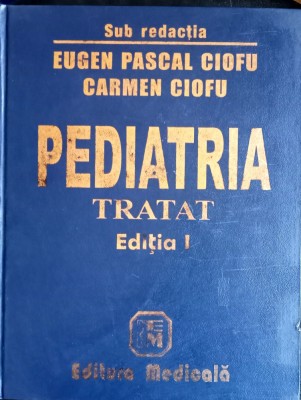 Sub redacția
EUGEN PASCAL CIOFU
CARMEN CIOFU
PEDIATRIA
TRATAT
Ediția I
EM
Editura Medicală